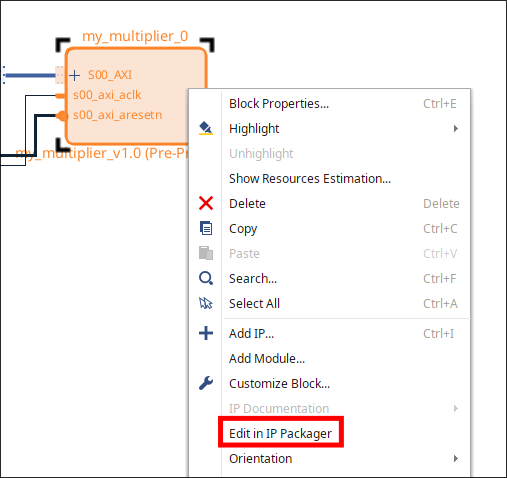 my_multiplier_0
S00_AXI
s00_axi_aclk
s00_axi_aresetn
my_multiplier_v1.0 (Pre-Pr
Block Properties... Ctrl+E
Highlight
Unhighlight
Show Resources Estimation...
Delete Delete
Copy Ctrl+C
Paste Ctrl+V
Search... Ctrl+F
Select All Ctrl+A
Add IP... Ctrl+I
Add Module...
Customize Block...
IP Documentation
Edit in IP Packager
Orientation